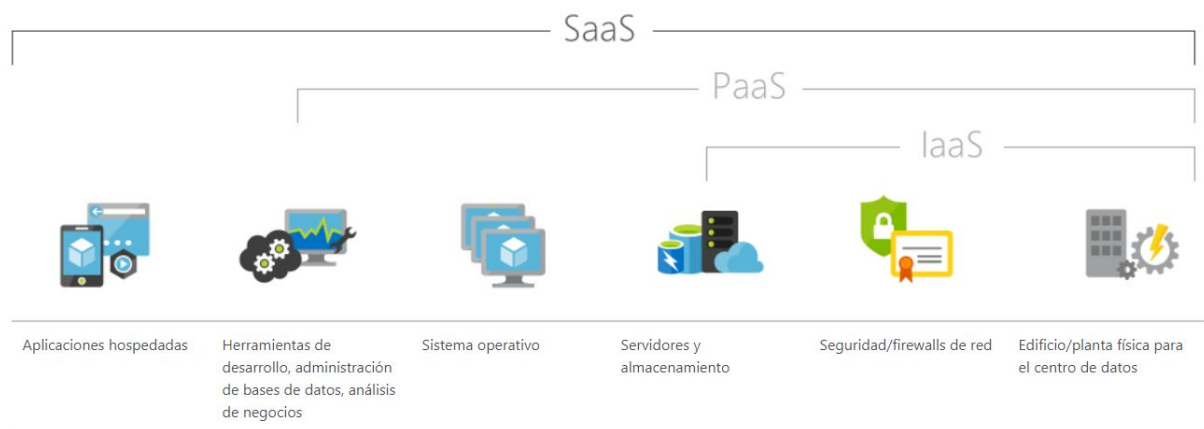 SaaS
PaaS
IaaS
Aplicaciones hospedadas
Herramientas de
desarrollo, administración
de bases de datos, análisis
de negocios
Sistema operativo
Servidores y
almacenamiento
Seguridad/firewalls de red
Edificio/planta física para
el centro de datos